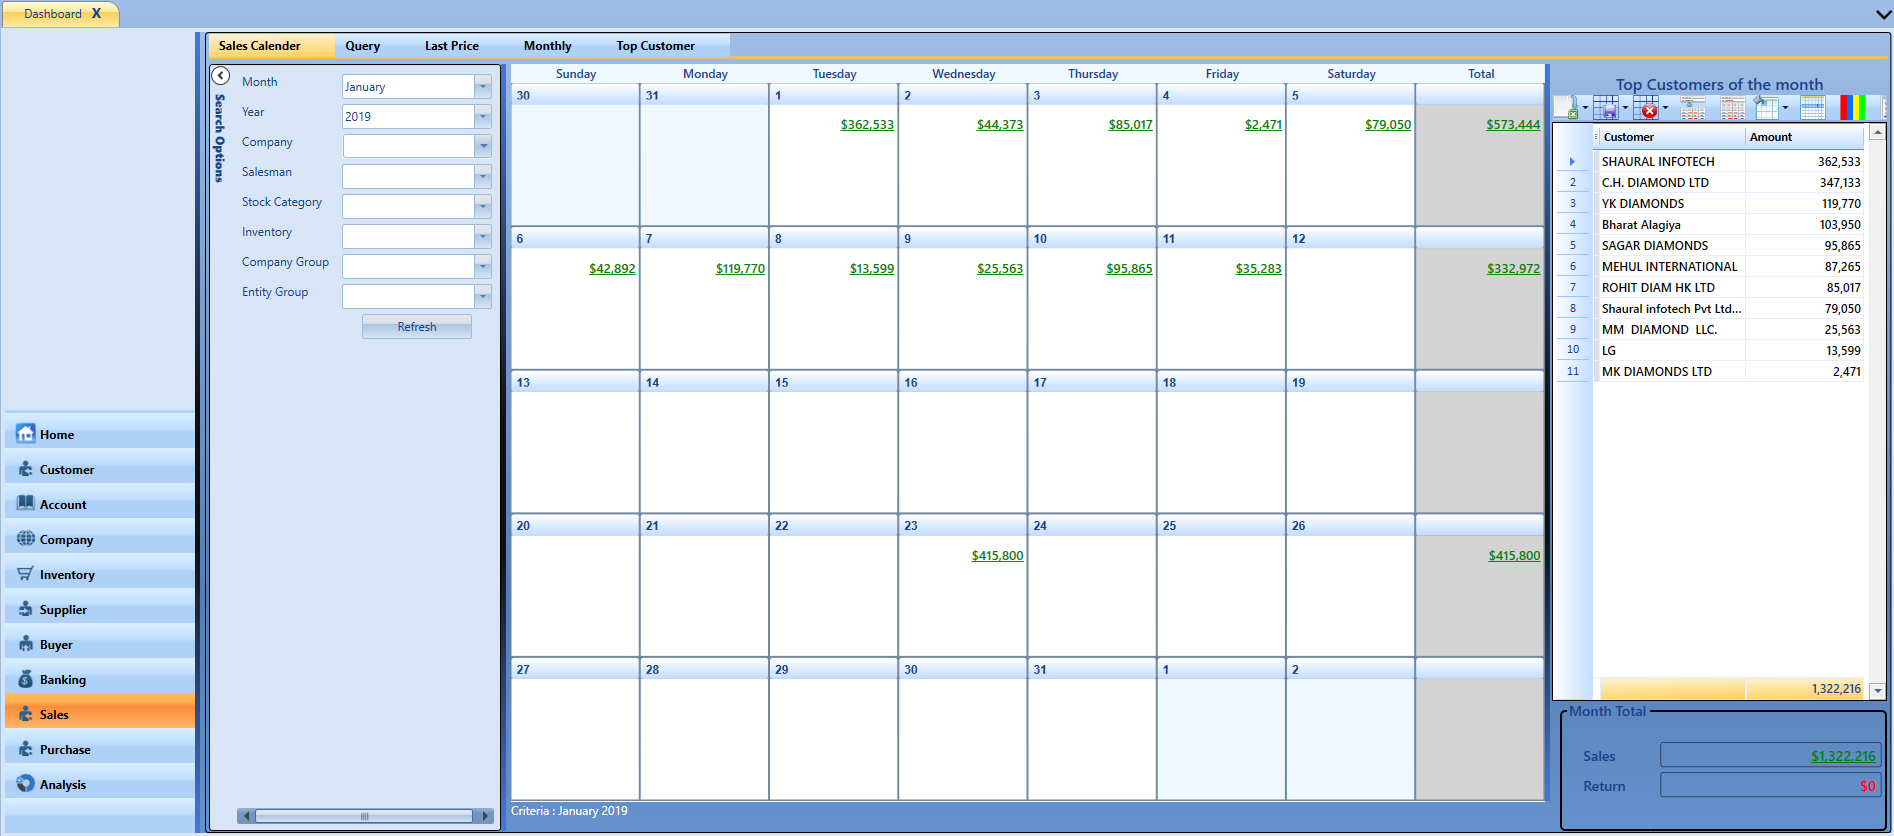 Dashboard X
Sales Calender Query Last Price Monthly Top Customer
Search Options
Month January
Year 2019
Company
Salesman
Stock Category
Inventory
Company Group
Entity Group
Refresh
Home
Customer
Account
Company
Inventory
Supplier
Buyer
Banking
Sales
Purchase
Analysis
Sunday Monday Tuesday Wednesday Thursday Friday Saturday Total
30 31 1 2 3 4 5
$362,533 $44,373 $85,017 $2,471 $79,050 $573,444
6 7 8 9 10 11 12
$42,892 $119,770 $13,599 $25,563 $95,865 $35,283 $332,972
13 14 15 16 17 18 19
20 21 22 23 24 25 26
$415,800 $415,800
27 28 29 30 31 1 2
Criteria : January 2019
Top Customers of the month
Customer Amount
SHAURAL INFOTECH 362,533
2 C.H. DIAMOND LTD 347,133
3 YK DIAMONDS 119,770
4 Bharat Alagiya 103,950
5 SAGAR DIAMONDS 95,865
6 MEHUL INTERNATIONAL 87,265
7 ROHIT DIAM HK LTD 85,017
8 Shaural infotech Pvt Ltd... 79,050
9 MM DIAMOND LLC. 25,563
10 LG 13,599
11 MK DIAMONDS LTD 2,471
1,322,216
Month Total
Sales $1,322,216
Return $0